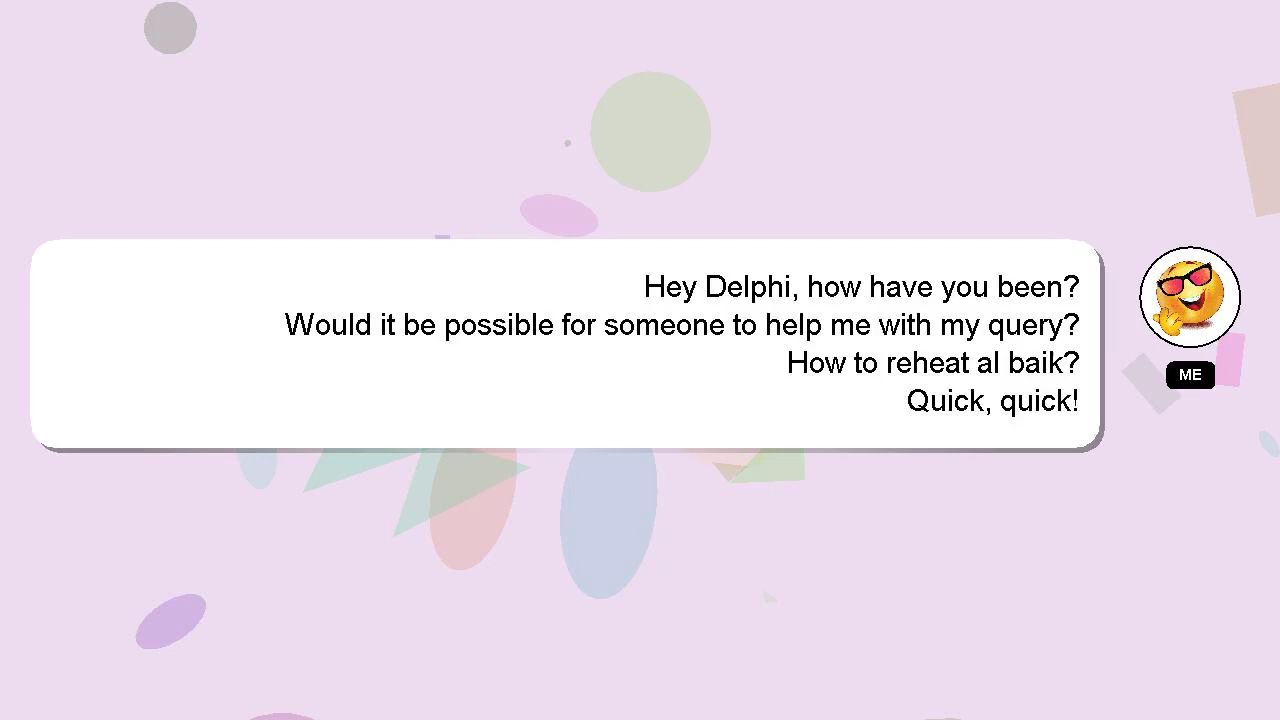 Hey Delphi, how have you been?
Would it be possible for someone to help me with my query?
How to reheat al baik?
Quick, quick!
ME